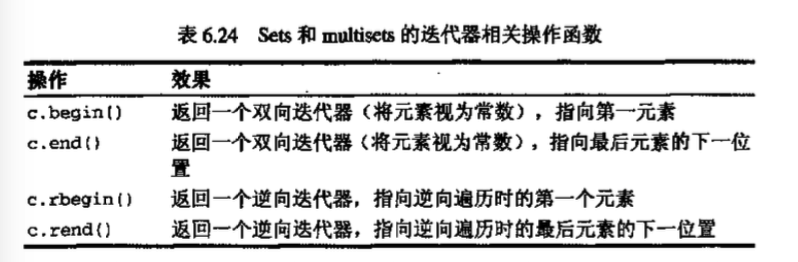 表 6.24 Sets 和 multisets 的迭代器相关操作函数
操作 效果
c.begin() 返回一个双向迭代器（将元素视为常数），指向第一元素
c.end() 返回一个双向迭代器（将元素视为常数），指向最后元素的下一位
置
c.rbegin() 返回一个逆向迭代器，指向逆向遍历时的第一个元素
c.rend() 返回一个逆向迭代器，指向逆向遍历时的最后元素的下一位置